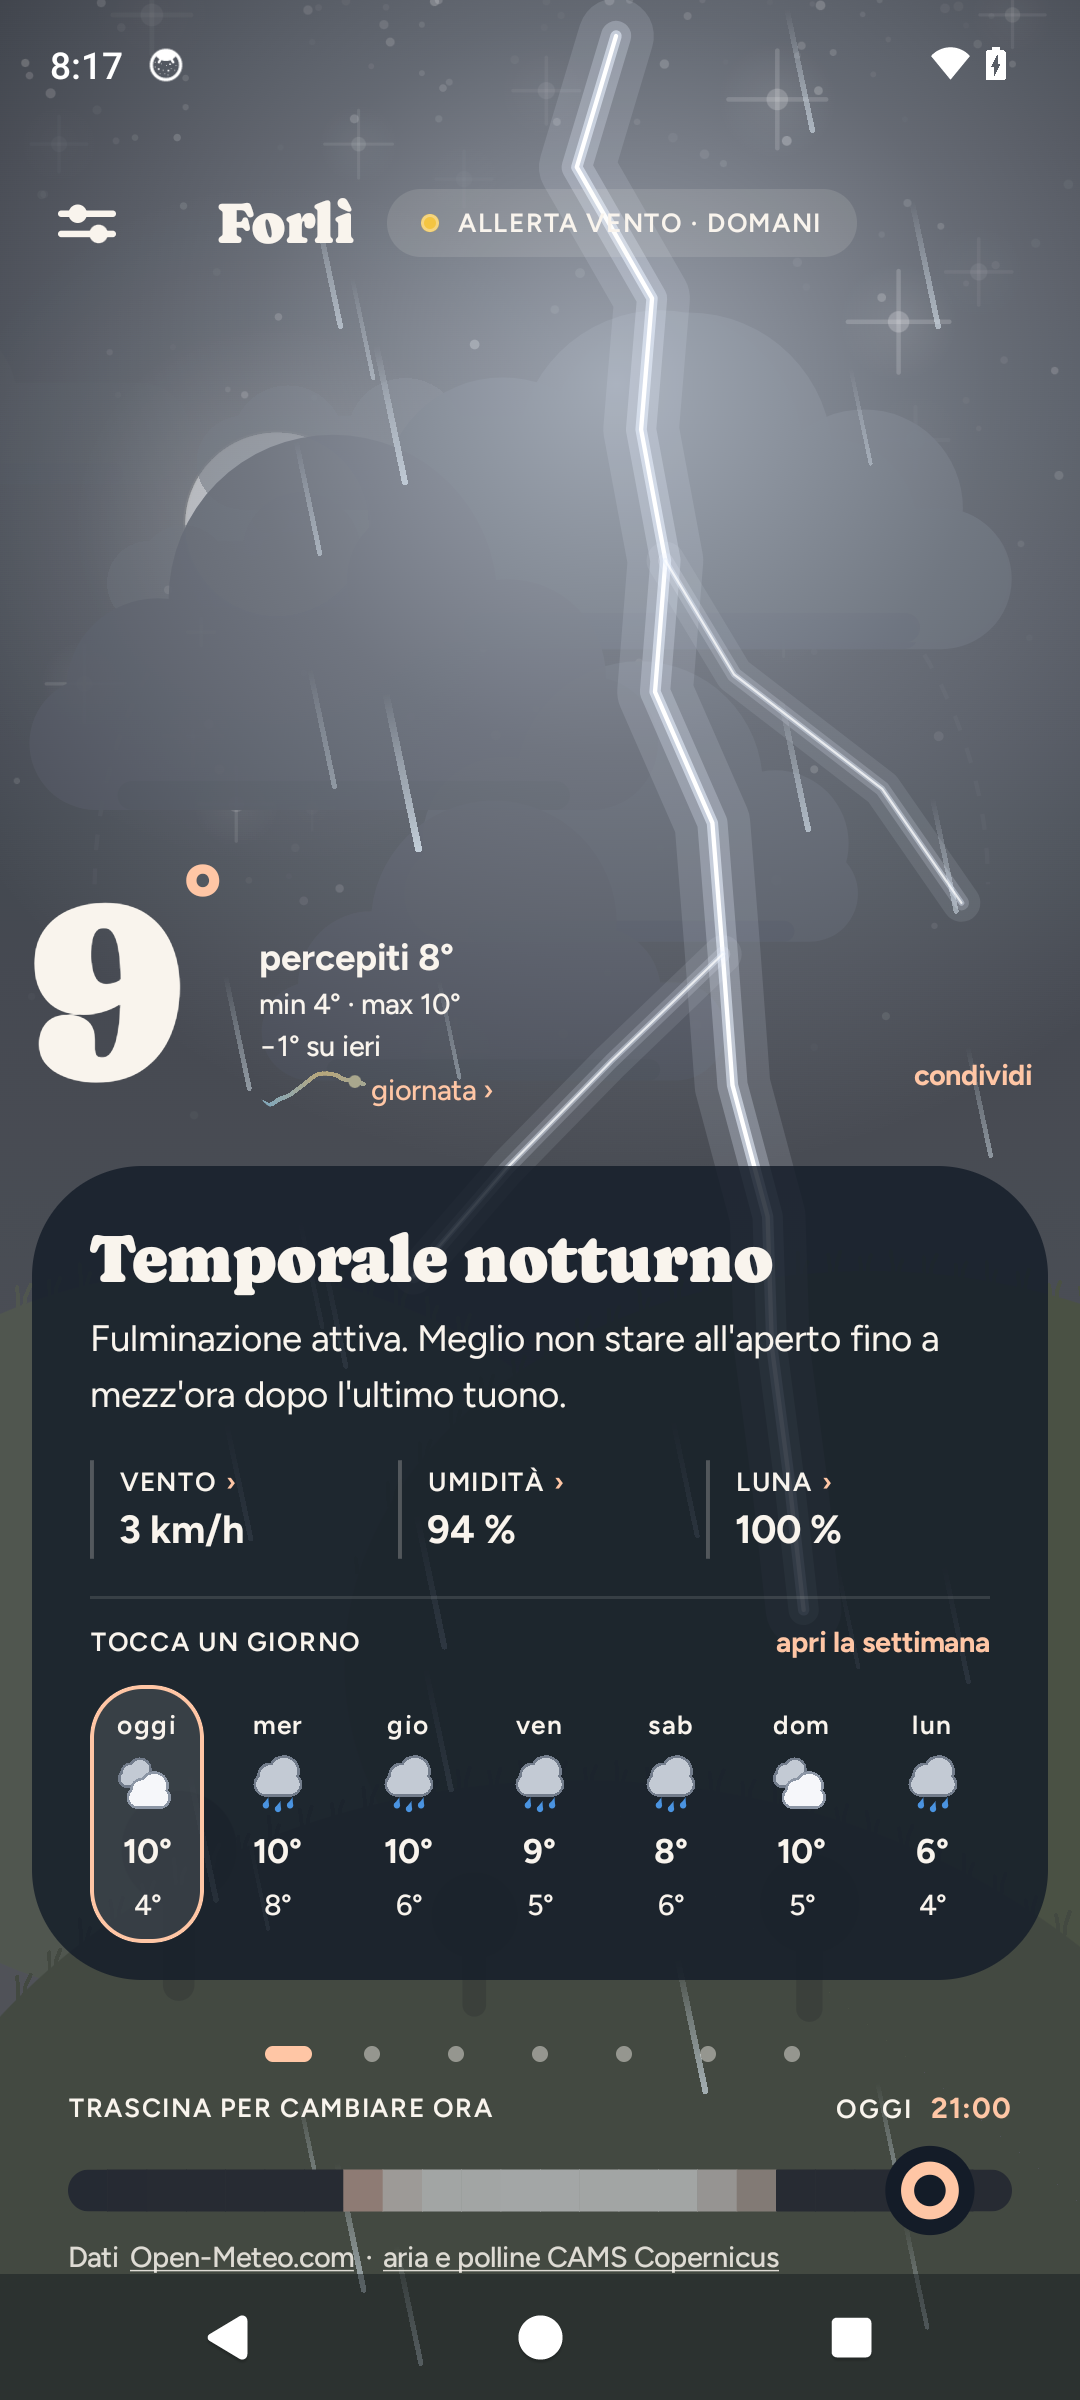 8:17
Forlì
ALLERTA VENTO · DOMANI
9°
percepiti 8°
min 4° · max 10°
−1° su ieri
giornata ›
condividi
Temporale notturno
Fulminazione attiva. Meglio non stare all'aperto fino a
mezz'ora dopo l'ultimo tuono.
VENTO › UMIDITÀ › LUNA ›
3 km/h 94 % 100 %
TOCCA UN GIORNO
apri la settimana
oggi mer gio ven sab dom lun
10° 10° 10° 9° 8° 10° 6°
4° 8° 6° 5° 6° 5° 4°
TRASCINA PER CAMBIARE ORA
OGGI 21:00
Dati Open-Meteo.com · aria e polline CAMS Copernicus